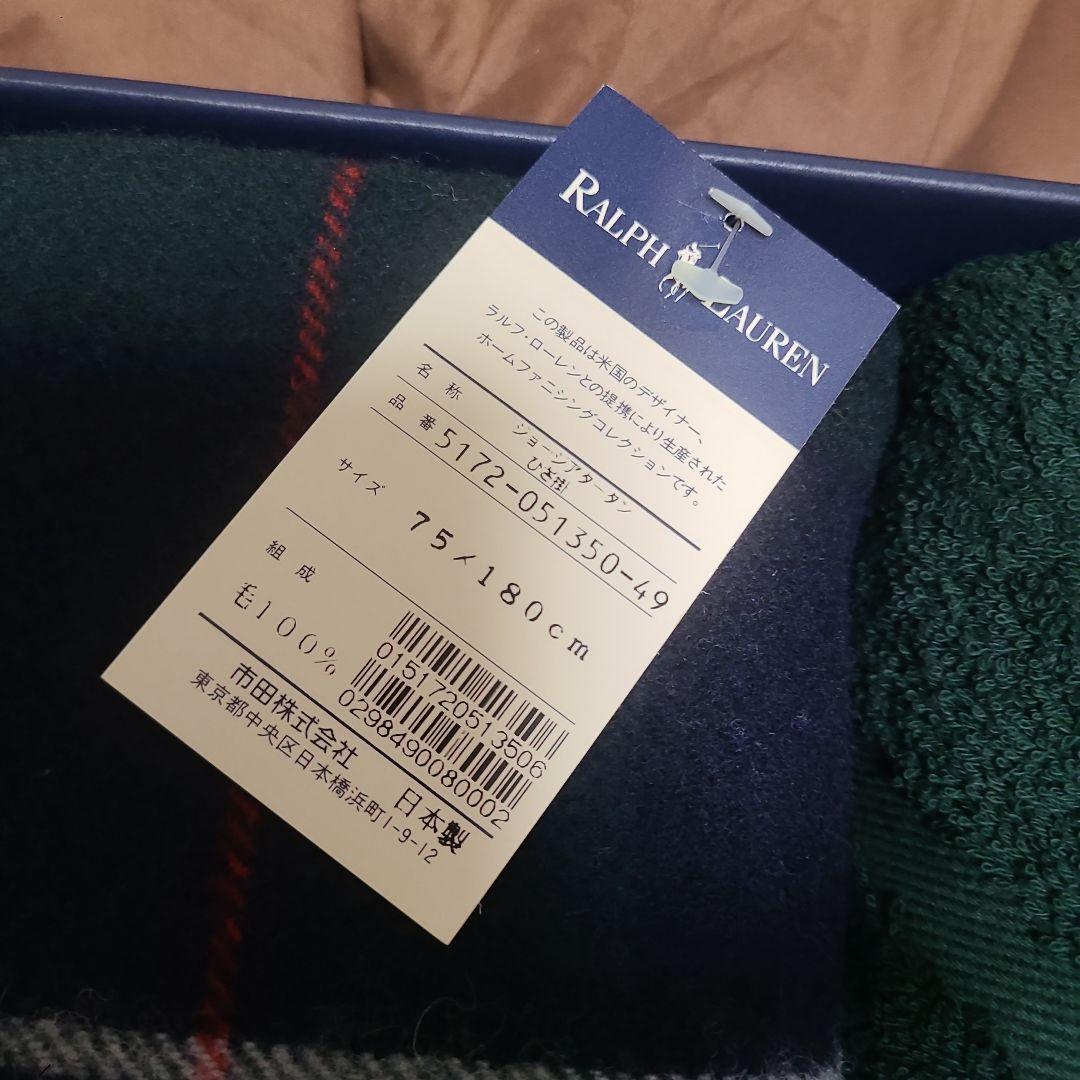 RALPH LAUREN
この製品は米国のデザイナー、
ラルフ・ローレンとの提携により生産された
ホームファニシングコレクションです。
名称 ジョージアタータン
ひざ掛
品番 5172-051350-49
サイズ
75×180cm
組成
毛100%
0151720513506
0298490080002
市田株式会社 日本製
東京都中央区日本橋浜町1-9-12